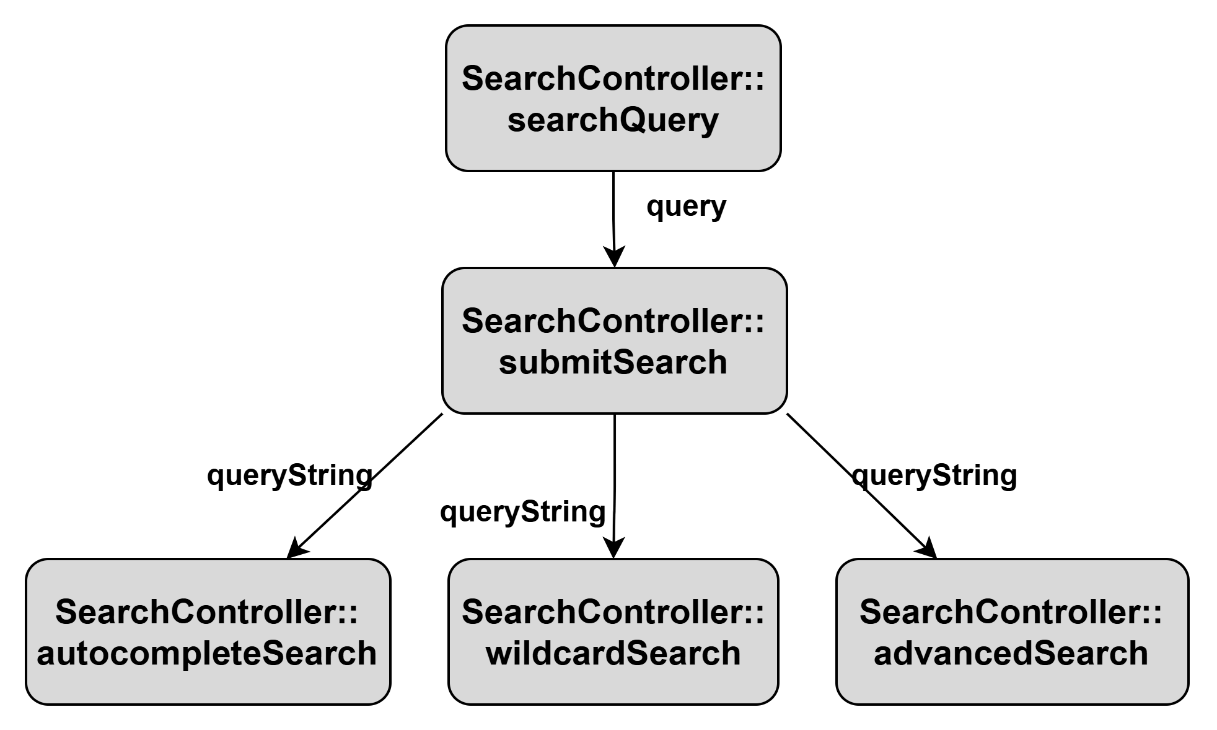 SearchController::
searchQuery
query
SearchController::
submitSearch
queryString
queryString
queryString
SearchController::
autocompleteSearch
SearchController::
wildcardSearch
SearchController::
advancedSearch